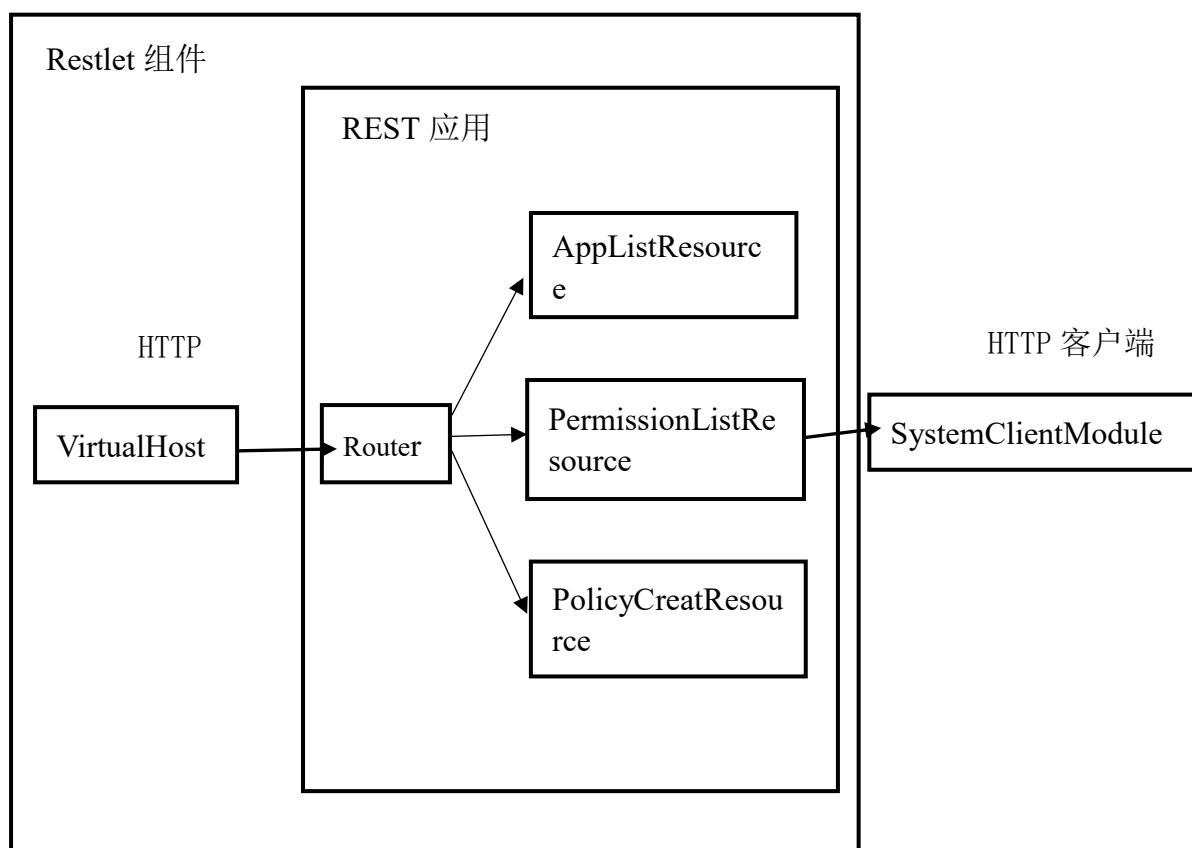 Restlet 组件
REST 应用
AppListResourc
e
HTTP
HTTP 客户端
VirtualHost
Router
PermissionListRe
source
SystemClientModule
PolicyCreatResou
rce